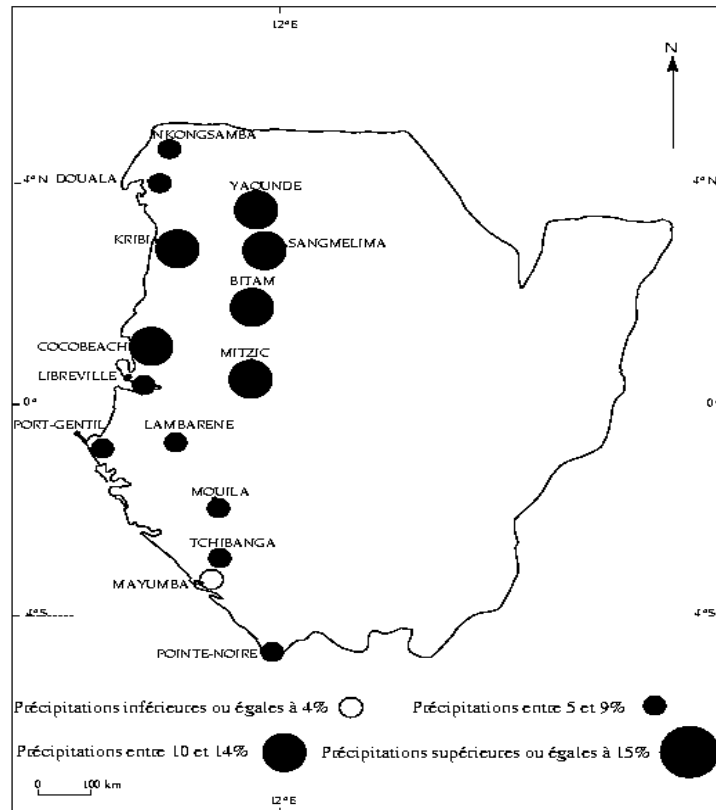 12°E
N
NKONGSAMBA
4°N DOUALA 4°N
YAOUNDE
KRIBI SANGMELIMA
BITAM
COCOBEACH
MITZIC
LIBREVILLE
0° 0°
PORT-GENTIL LAMBARENE
MOUILA
TCHIBANGA
MAYUMBA
4°S 4°S
POINTE-NOIRE
Précipitations inférieures ou égales à 4% Précipitations entre 5 et 9%
Précipitations entre 10 et 14% Précipitations supérieures ou égales à 15%
0 100 km
12°E